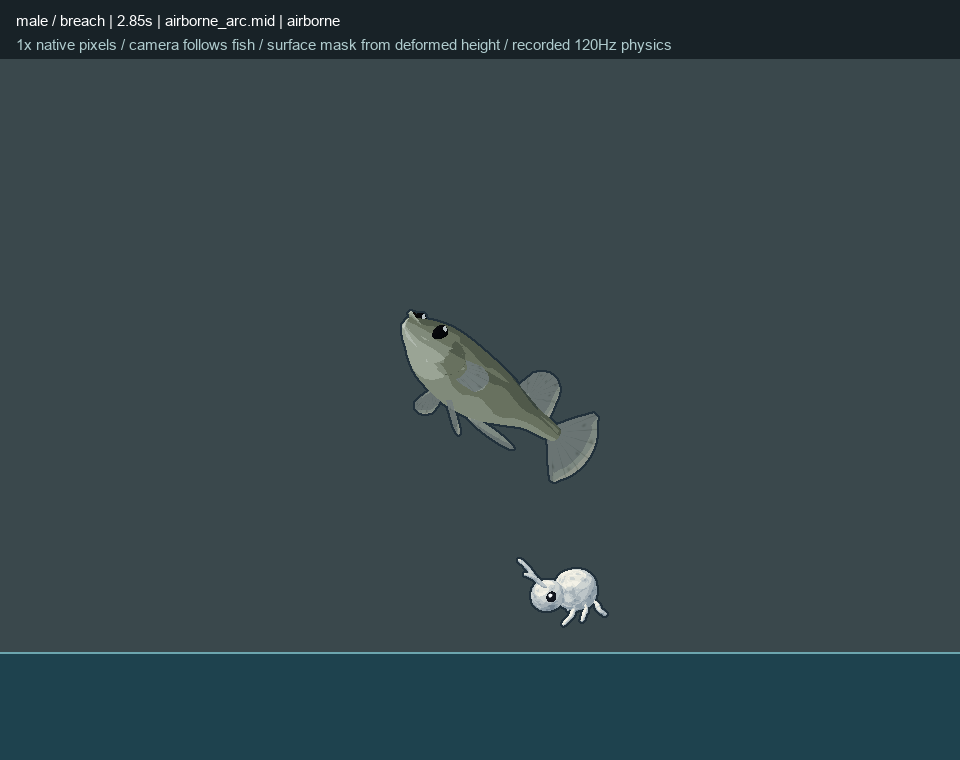 male / breach | 2.85s | airborne_arc.mid | airborne
1x native pixels / camera follows fish / surface mask from deformed height / recorded 120Hz physics